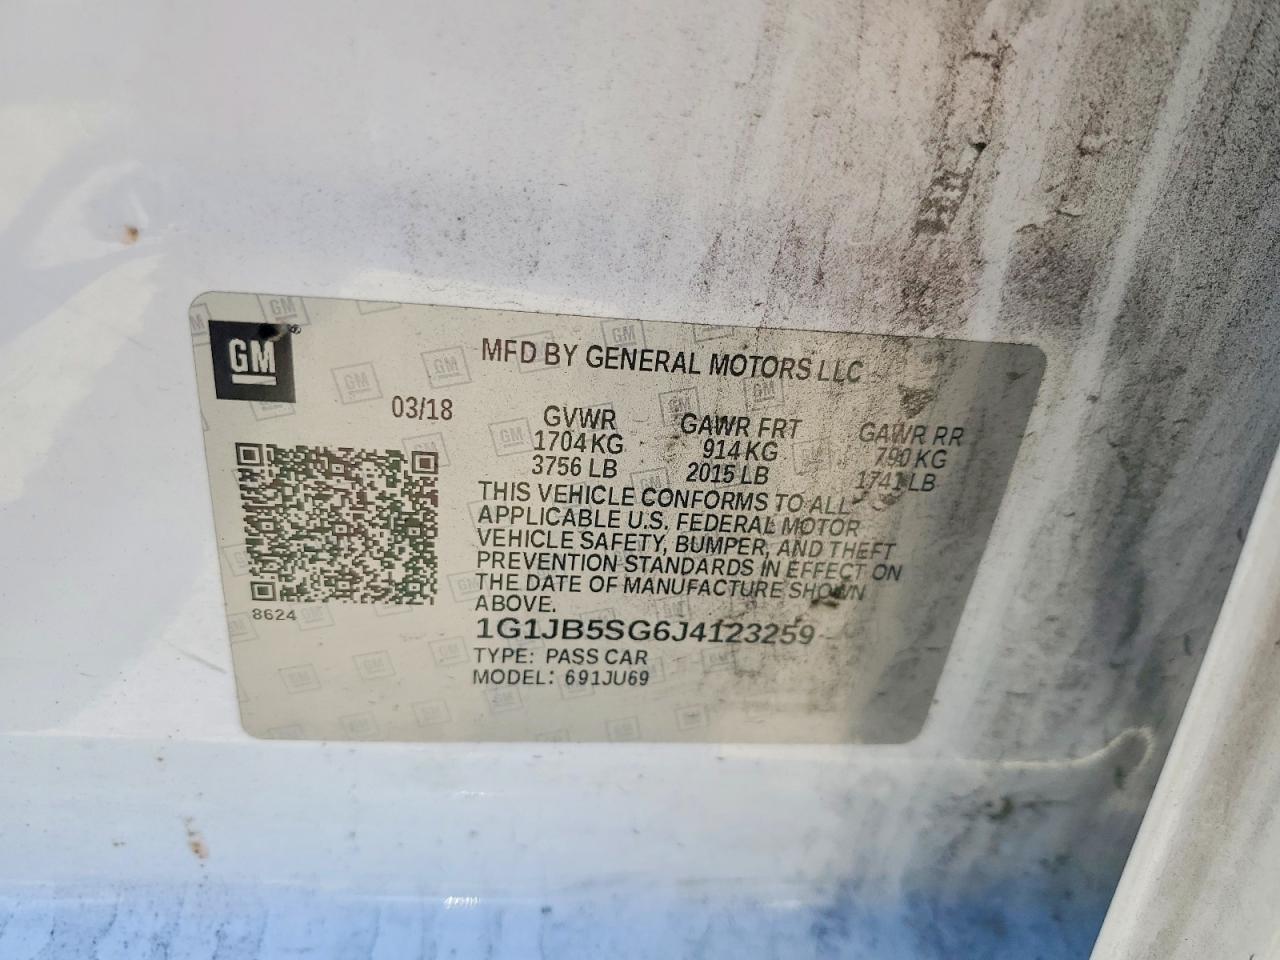 GM
MFD BY GENERAL MOTORS LLC
03/18
GVWR GAWR FRT GAWR RR
1704 KG 914 KG 790 KG
3756 LB 2015 LB 1741 LB
THIS VEHICLE CONFORMS TO ALL
APPLICABLE U.S. FEDERAL MOTOR
VEHICLE SAFETY, BUMPER, AND THEFT
PREVENTION STANDARDS IN EFFECT ON
THE DATE OF MANUFACTURE SHOWN
ABOVE.
8624
1G1JB5SG6J4123259
TYPE: PASS CAR
MODEL: 691JU69